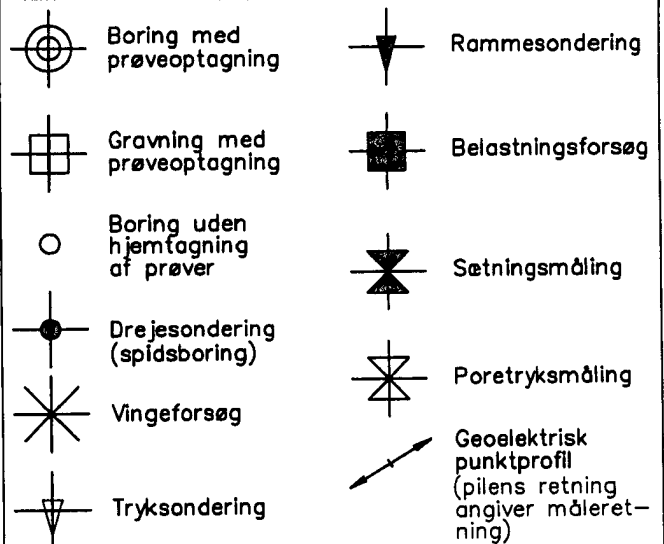 Boring med
prøveoptagning
Gravning med
prøveoptagning
Boring uden
hjemtagning
af prøver
Drejesondering
(spidsboring)
Vingeforsøg
Tryksondering
Rammesondering
Belastningsforsøg
Sætningsmåling
Poretryksmåling
Geoelektrisk
punktprofil
(pilens retning
angiver måleret-
ning)